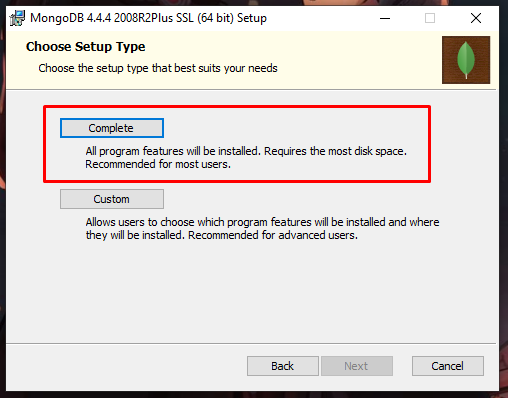 MongoDB 4.4.4 2008R2Plus SSL (64 bit) Setup
Choose Setup Type
Choose the setup type that best suits your needs
Complete
All program features will be installed. Requires the most disk space.
Recommended for most users.
Custom
Allows users to choose which program features will be installed and where
they will be installed. Recommended for advanced users.
Back
Next
Cancel